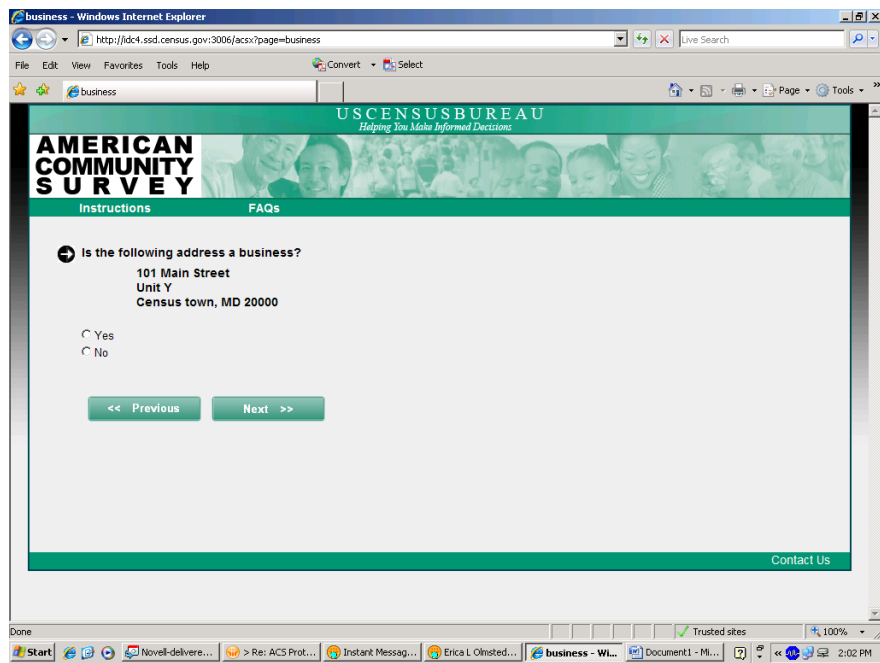 business - Windows Internet Explorer
http://idc4.ssd.census.gov:3006/acsx?page=business
Live Search
File Edit View Favorites Tools Help Convert Select
business Page Tools »
USCENSUSBUREAU
Helping You Make Informed Decisions
AMERICAN
COMMUNITY
SURVEY
Instructions FAQs
Is the following address a business?
101 Main Street
Unit Y
Census town, MD 20000
Yes
No
<< Previous Next >>
Contact Us
Done Trusted sites 100%
Start Novell-delivere... > Re: ACS Prot... Instant Messag... Erica L Olmsted... business - Wi... Document1 - Mi... « 2:02 PM